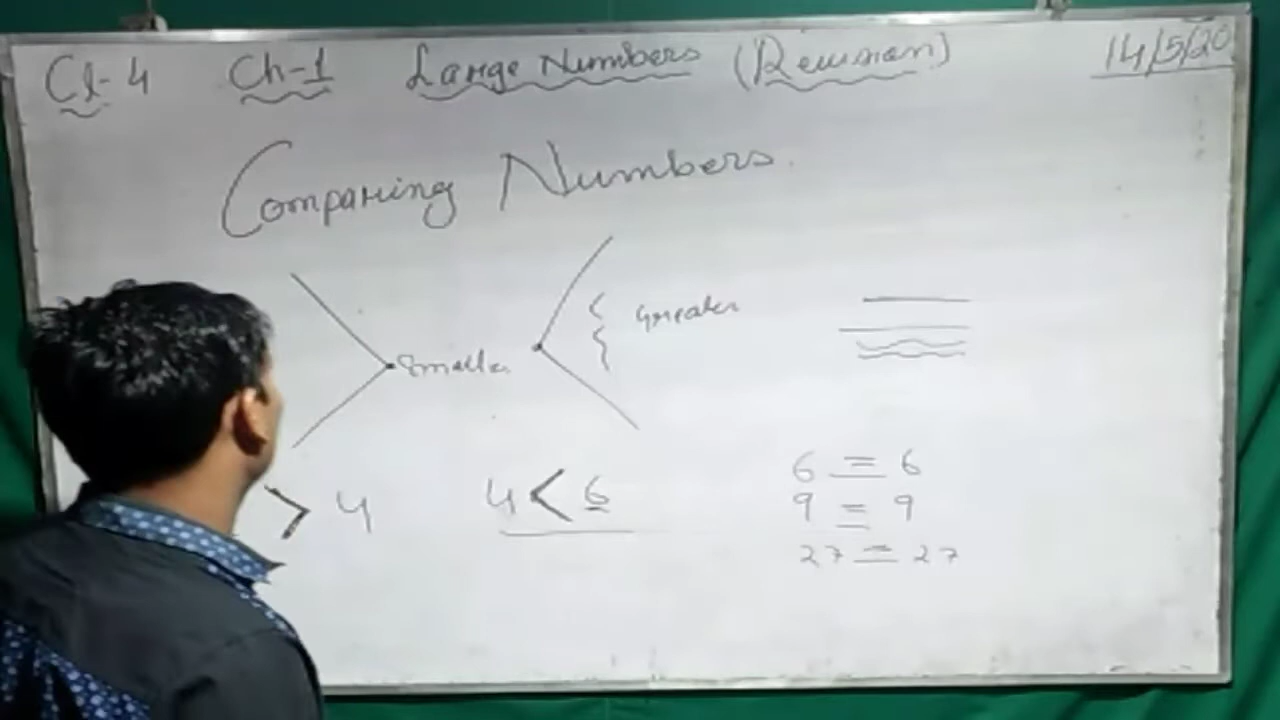 Cl-4 Ch-1 Large Numbers (Revision) 14/5/20
Comparing Numbers.
Smaller
Greater
> 4
4 < 6
6 = 6
9 = 9
27 = 27